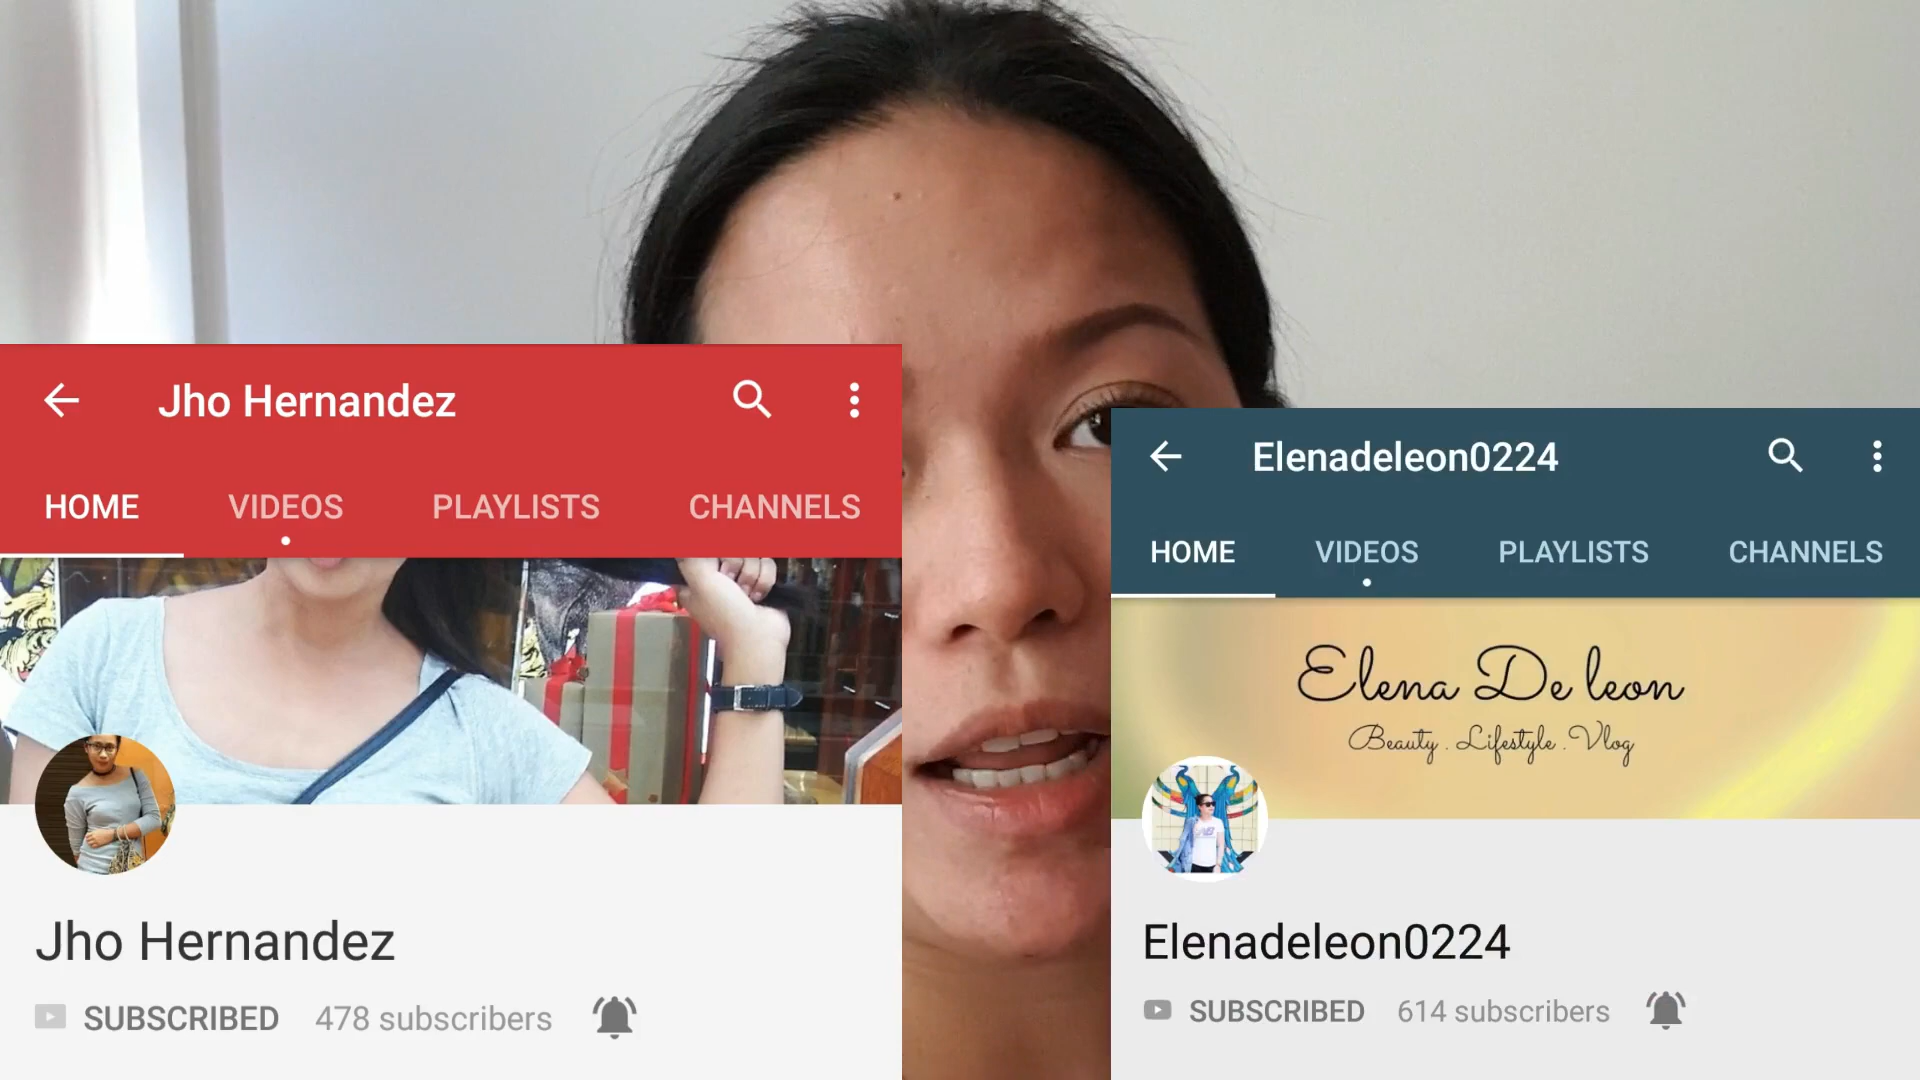 Jho Hernandez
HOME VIDEOS PLAYLISTS CHANNELS
Jho Hernandez
SUBSCRIBED 478 subscribers
Elenadeleon0224
HOME VIDEOS PLAYLISTS CHANNELS
Elena De leon
Beauty . Lifestyle . Vlog
Elenadeleon0224
SUBSCRIBED 614 subscribers